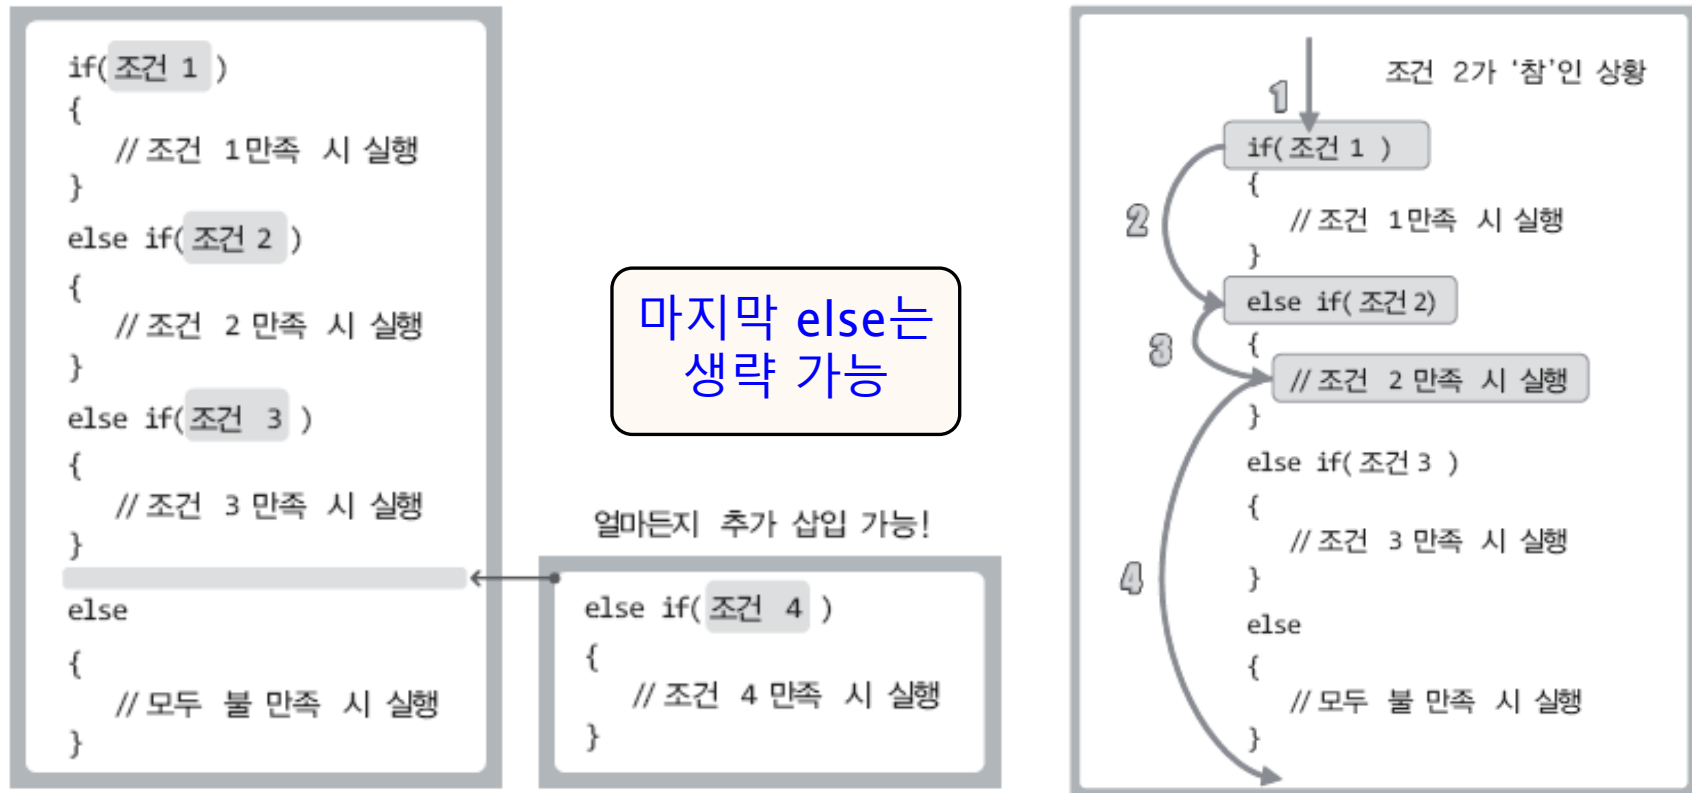 if(조건 1 )
{
// 조건 1만족 시 실행
}
else if(조건 2 )
{
// 조건 2 만족 시 실행
}
else if(조건 3 )
{
// 조건 3 만족 시 실행
}
else
{
// 모두 불 만족 시 실행
}
마지막 else는
생략 가능
얼마든지 추가 삽입 가능!
else if(조건 4 )
{
// 조건 4 만족 시 실행
}
조건 2가 ‘참’인 상황
1
if(조건 1 )
{
2
// 조건 1만족 시 실행
}
else if(조건 2)
3
{
// 조건 2 만족 시 실행
}
else if(조건 3 )
{
// 조건 3 만족 시 실행
4
}
else
{
// 모두 불 만족 시 실행
}